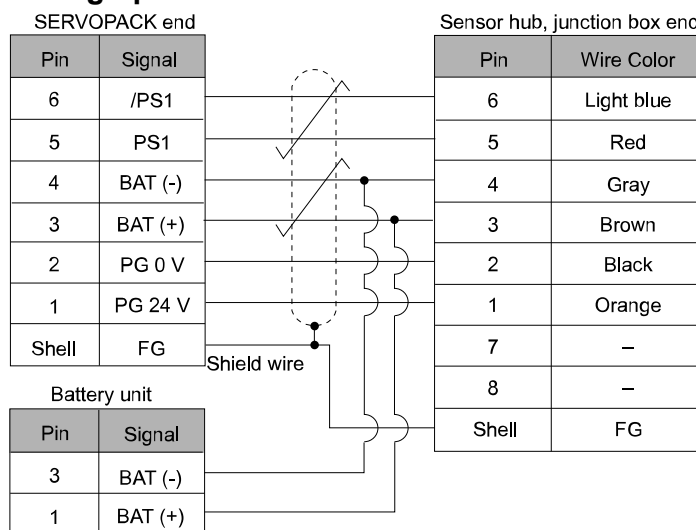 SERVOPACK end
Pin Signal
6 /PS1
5 PS1
4 BAT (-)
3 BAT (+)
2 PG 0 V
1 PG 24 V
Shell FG
Shield wire
Battery unit
Pin Signal
3 BAT (-)
1 BAT (+)
Sensor hub, junction box end
Pin Wire Color
6 Light blue
5 Red
4 Gray
3 Brown
2 Black
1 Orange
7 –
8 –
Shell FG